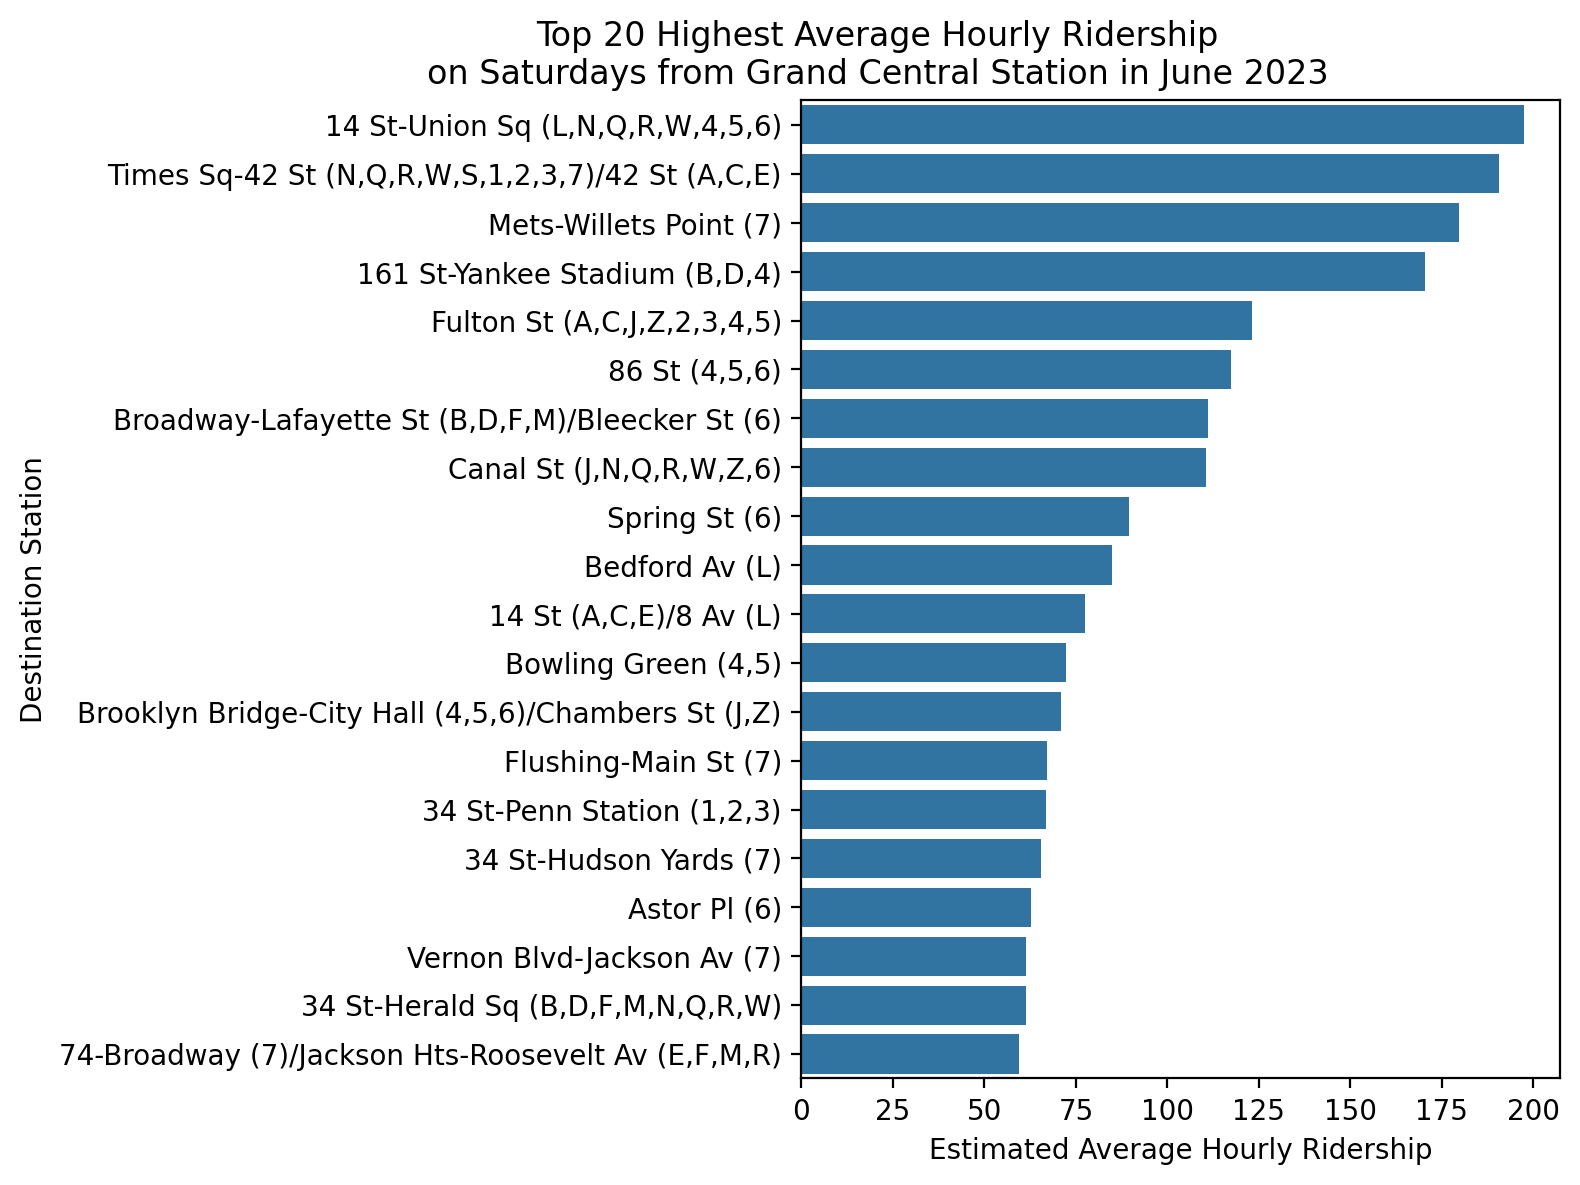 Top 20 Highest Average Hourly Ridership
on Saturdays from Grand Central Station in June 2023
14 St-Union Sq (L,N,Q,R,W,4,5,6)
Times Sq-42 St (N,Q,R,W,S,1,2,3,7)/42 St (A,C,E)
Mets-Willets Point (7)
161 St-Yankee Stadium (B,D,4)
Fulton St (A,C,J,Z,2,3,4,5)
86 St (4,5,6)
Broadway-Lafayette St (B,D,F,M)/Bleecker St (6)
Canal St (J,N,Q,R,W,Z,6)
Spring St (6)
Bedford Av (L)
14 St (A,C,E)/8 Av (L)
Bowling Green (4,5)
Brooklyn Bridge-City Hall (4,5,6)/Chambers St (J,Z)
Flushing-Main St (7)
34 St-Penn Station (1,2,3)
34 St-Hudson Yards (7)
Astor Pl (6)
Vernon Blvd-Jackson Av (7)
34 St-Herald Sq (B,D,F,M,N,Q,R,W)
74-Broadway (7)/Jackson Hts-Roosevelt Av (E,F,M,R)
Destination Station
0 25 50 75 100 125 150 175 200
Estimated Average Hourly Ridership